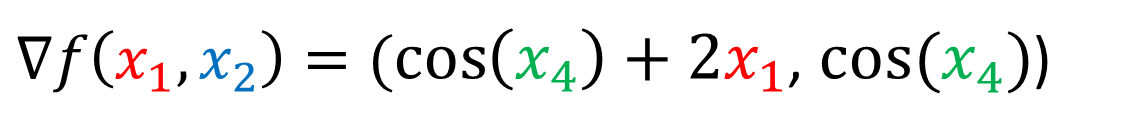 ∇f(x₁, x₂) = (cos(x₄) + 2x₁, cos(x₄))